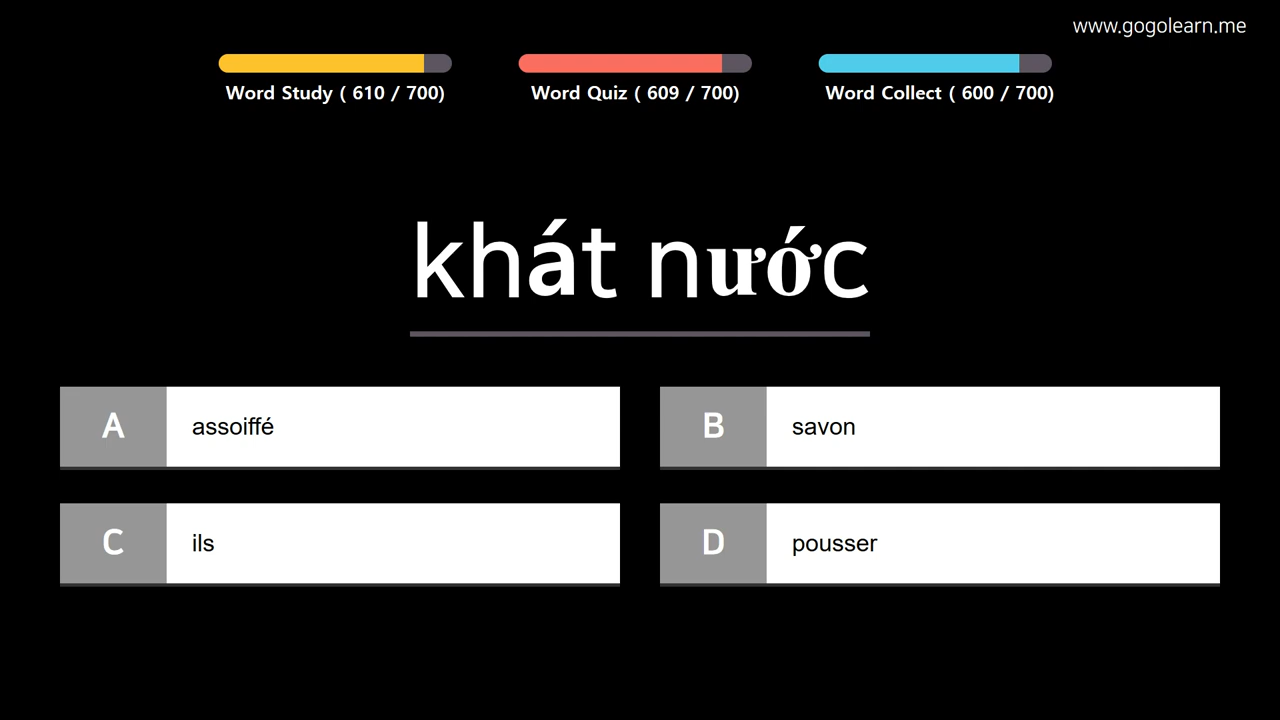 www.gogolearn.me
Word Study ( 610 / 700)
Word Quiz ( 609 / 700)
Word Collect ( 600 / 700)
khát nước
A assoiffé
B savon
C ils
D pousser